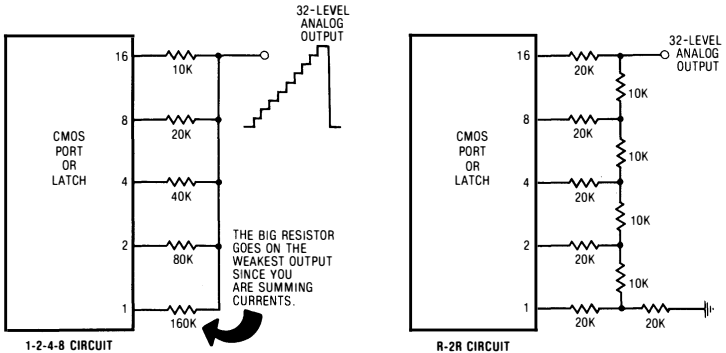 32-LEVEL
ANALOG
OUTPUT
16
10K
8
20K
CMOS
PORT
OR
LATCH
4
40K
2
80K
1
160K
THE BIG RESISTOR
GOES ON THE
WEAKEST OUTPUT
SINCE YOU
ARE SUMMING
CURRENTS.
1-2-4-8 CIRCUIT
32-LEVEL
ANALOG
OUTPUT
16
20K
10K
8
20K
CMOS
PORT
OR
LATCH
10K
4
20K
10K
2
20K
10K
1
20K
20K
R-2R CIRCUIT